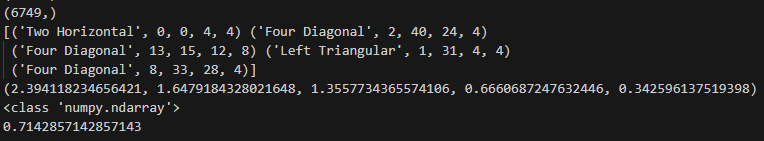 (6749,)
[('Two Horizontal', 0, 0, 4, 4) ('Four Diagonal', 2, 40, 24, 4)
 ('Four Diagonal', 13, 15, 12, 8) ('Left Triangular', 1, 31, 4, 4)
 ('Four Diagonal', 8, 33, 28, 4)]
(2.394118234656421, 1.6479184328021648, 1.3557734365574106, 0.6660687247632446, 0.342596137519398)
<class 'numpy.ndarray'>
0.7142857142857143